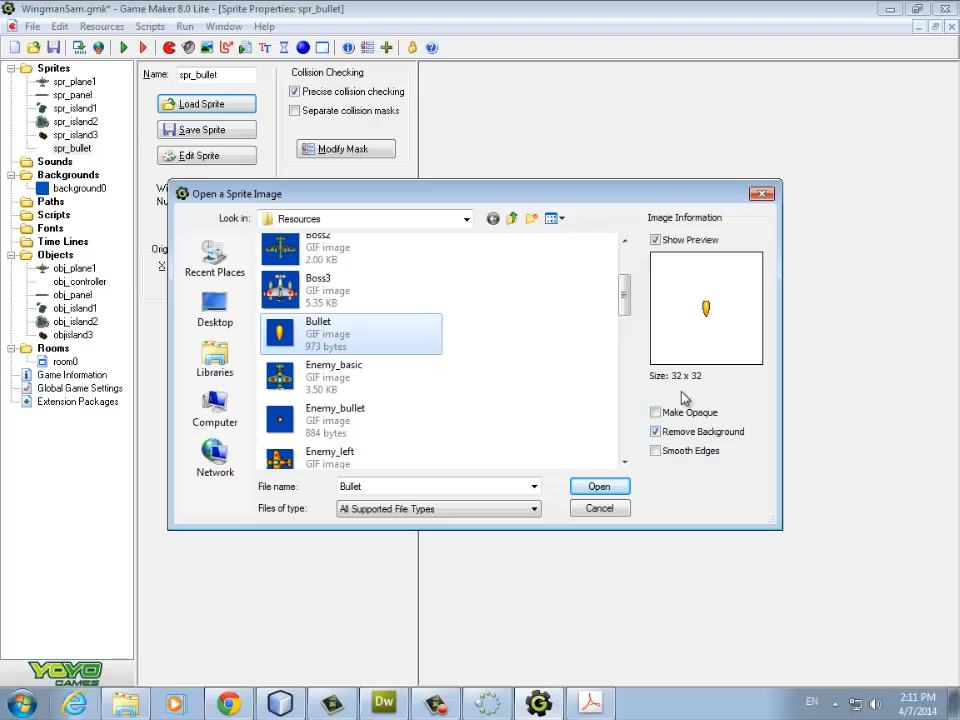 WingmanSam.gmk* - Game Maker 8.0 Lite - [Sprite Properties: spr_bullet]
File Edit Resources Scripts Run Window Help
Sprites
spr_plane1
spr_panel
spr_island1
spr_island2
spr_island3
spr_bullet
Sounds
Backgrounds
background0
Paths
Scripts
Fonts
Time Lines
Objects
obj_plane1
obj_controller
obj_panel
obj_island1
obj_island2
objisland3
Rooms
room0
Game Information
Global Game Settings
Extension Packages
YOYO
GAMES
Name: spr_bullet
Load Sprite
Save Sprite
Edit Sprite
Wi
Nu
Orig
X
Collision Checking
Precise collision checking
Separate collision masks
Modify Mask
Open a Sprite Image
Look in: Resources
Recent Places
Desktop
Libraries
Computer
Network
Boss2
GIF image
2.00 KB
Boss3
GIF image
5.35 KB
Bullet
GIF image
973 bytes
Enemy_basic
GIF image
3.50 KB
Enemy_bullet
GIF image
884 bytes
Enemy_left
GIF image
File name: Bullet
Files of type: All Supported File Types
Open
Cancel
Image Information
Show Preview
Size: 32 x 32
Make Opaque
Remove Background
Smooth Edges
Dw
EN
2:11 PM
4/7/2014